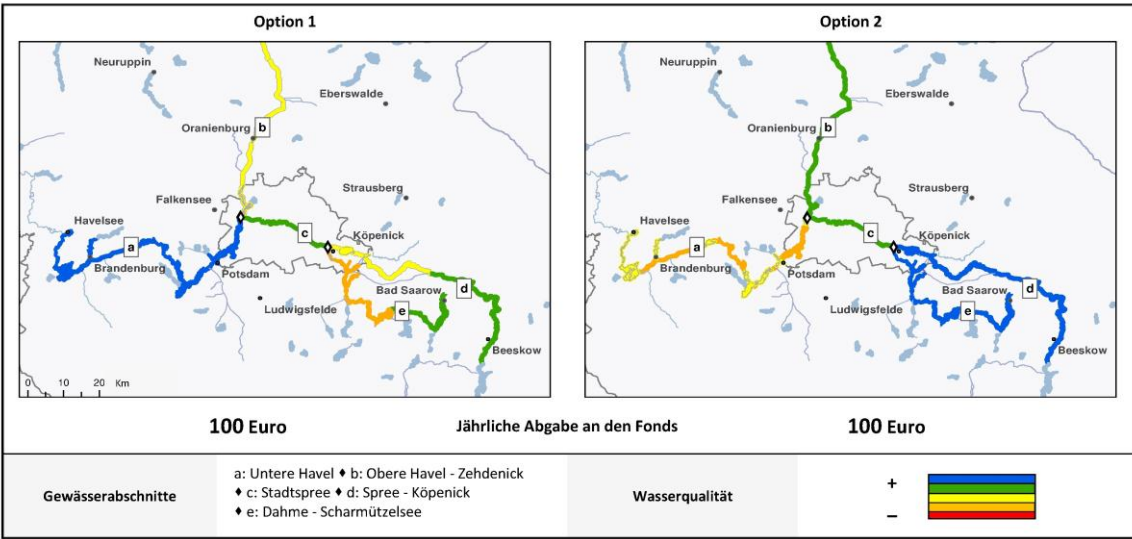 Option 1
Option 2
Neuruppin
Eberswalde
Oranienburg
b
Strausberg
Falkensee
Havelsee
c
Köpenick
a
Brandenburg
Potsdam
Bad Saarow
d
Ludwigsfelde
e
Beeskow
0 10 20 Km
Neuruppin
Eberswalde
Oranienburg
b
Strausberg
Falkensee
Havelsee
c
Köpenick
a
Brandenburg
Potsdam
Bad Saarow
d
Ludwigsfelde
e
Beeskow
100 Euro
Jährliche Abgabe an den Fonds
100 Euro
Gewässerabschnitte
a: Untere Havel ♦ b: Obere Havel - Zehdenick
♦ c: Stadtspree ♦ d: Spree - Köpenick
♦ e: Dahme - Scharmützelsee
Wasserqualität
+
–